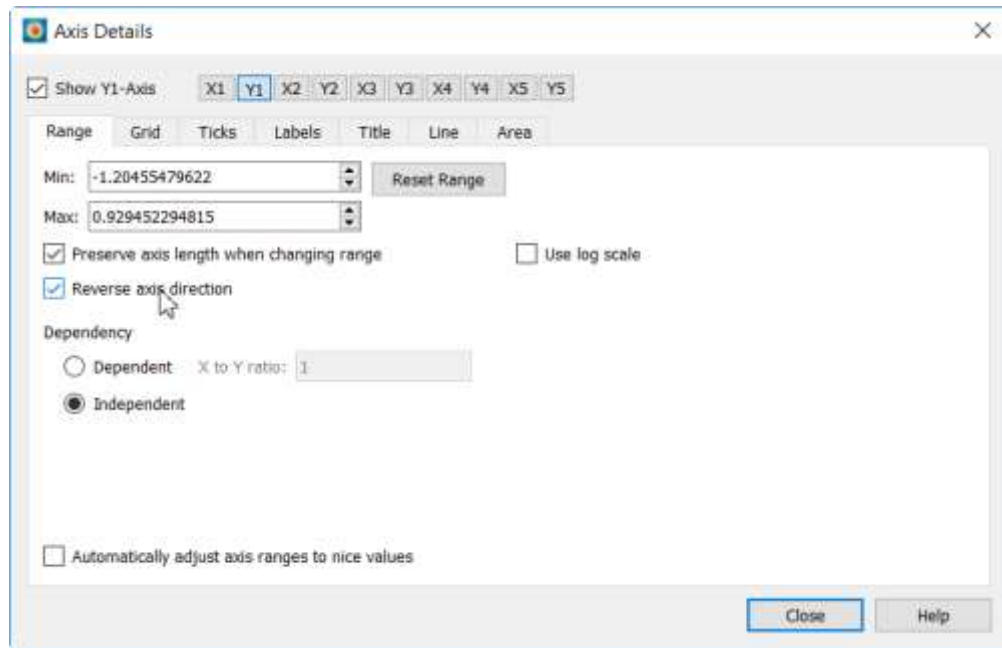 Axis Details
Show Y1-Axis X1 Y1 X2 Y2 X3 Y3 X4 Y4 X5 Y5
Range Grid Ticks Labels Title Line Area
Min: -1.20455479622 Reset Range
Max: 0.929452294815
Preserve axis length when changing range Use log scale
Reverse axis direction
Dependency
Dependent X to Y ratio: 1
Independent
Automatically adjust axis ranges to nice values
Close Help